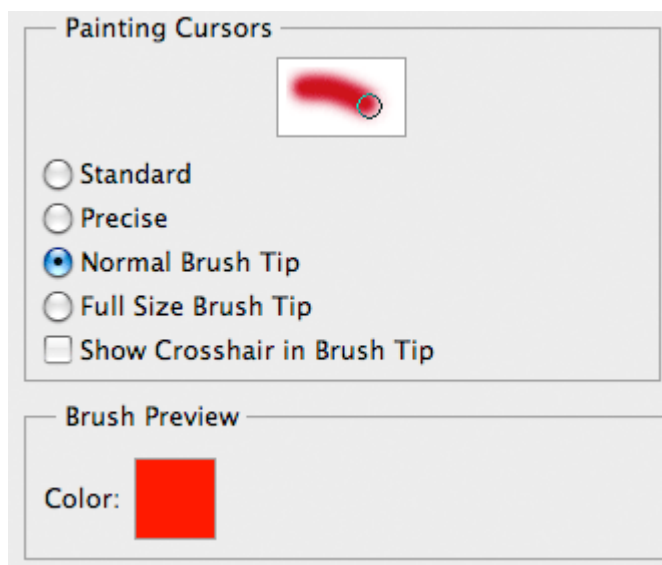 Painting Cursors
Standard
Precise
Normal Brush Tip
Full Size Brush Tip
Show Crosshair in Brush Tip
Brush Preview
Color: